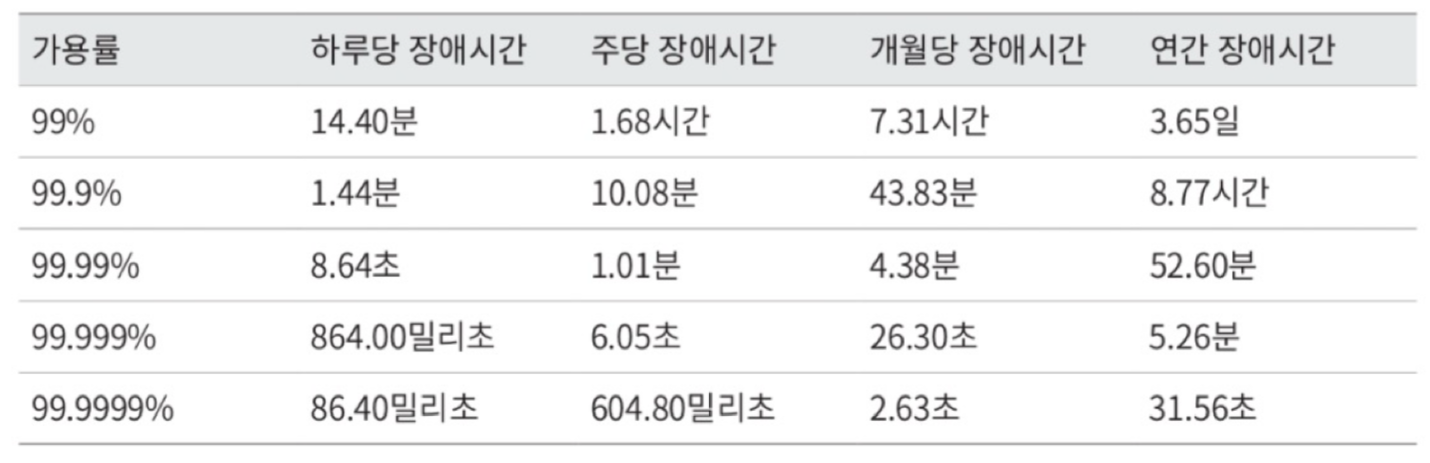 가용률 하루당 장애시간 주당 장애시간 개월당 장애시간 연간 장애시간
99% 14.40분 1.68시간 7.31시간 3.65일
99.9% 1.44분 10.08분 43.83분 8.77시간
99.99% 8.64초 1.01분 4.38분 52.60분
99.999% 864.00밀리초 6.05초 26.30초 5.26분
99.9999% 86.40밀리초 604.80밀리초 2.63초 31.56초